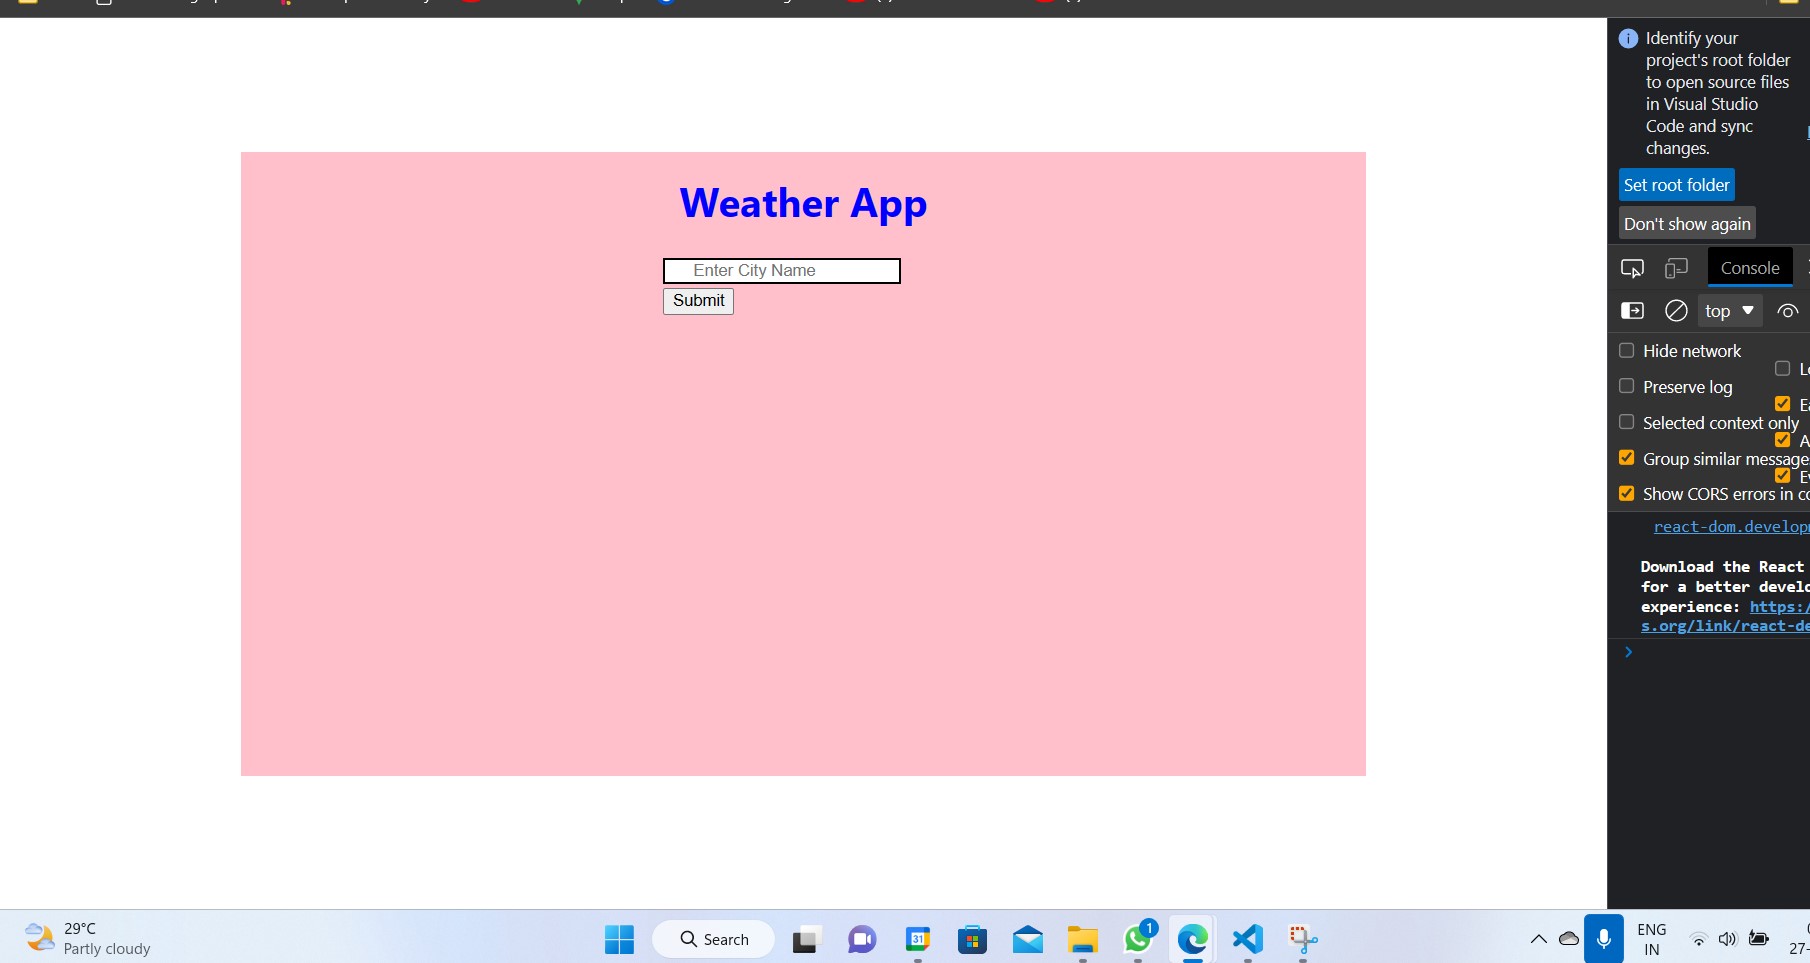 Weather App
Enter City Name
Submit
Identify your
project's root folder
to open source files
in Visual Studio
Code and sync
changes.
Set root folder
Don't show again
Console
top
Hide network
Preserve log
Selected context only
Group similar message
Show CORS errors in
react-dom.develop
Download the React
for a better
experience: https:/
s.org/link/react-de
29°C
Partly cloudy
Search
31
1
ENG
IN
27-